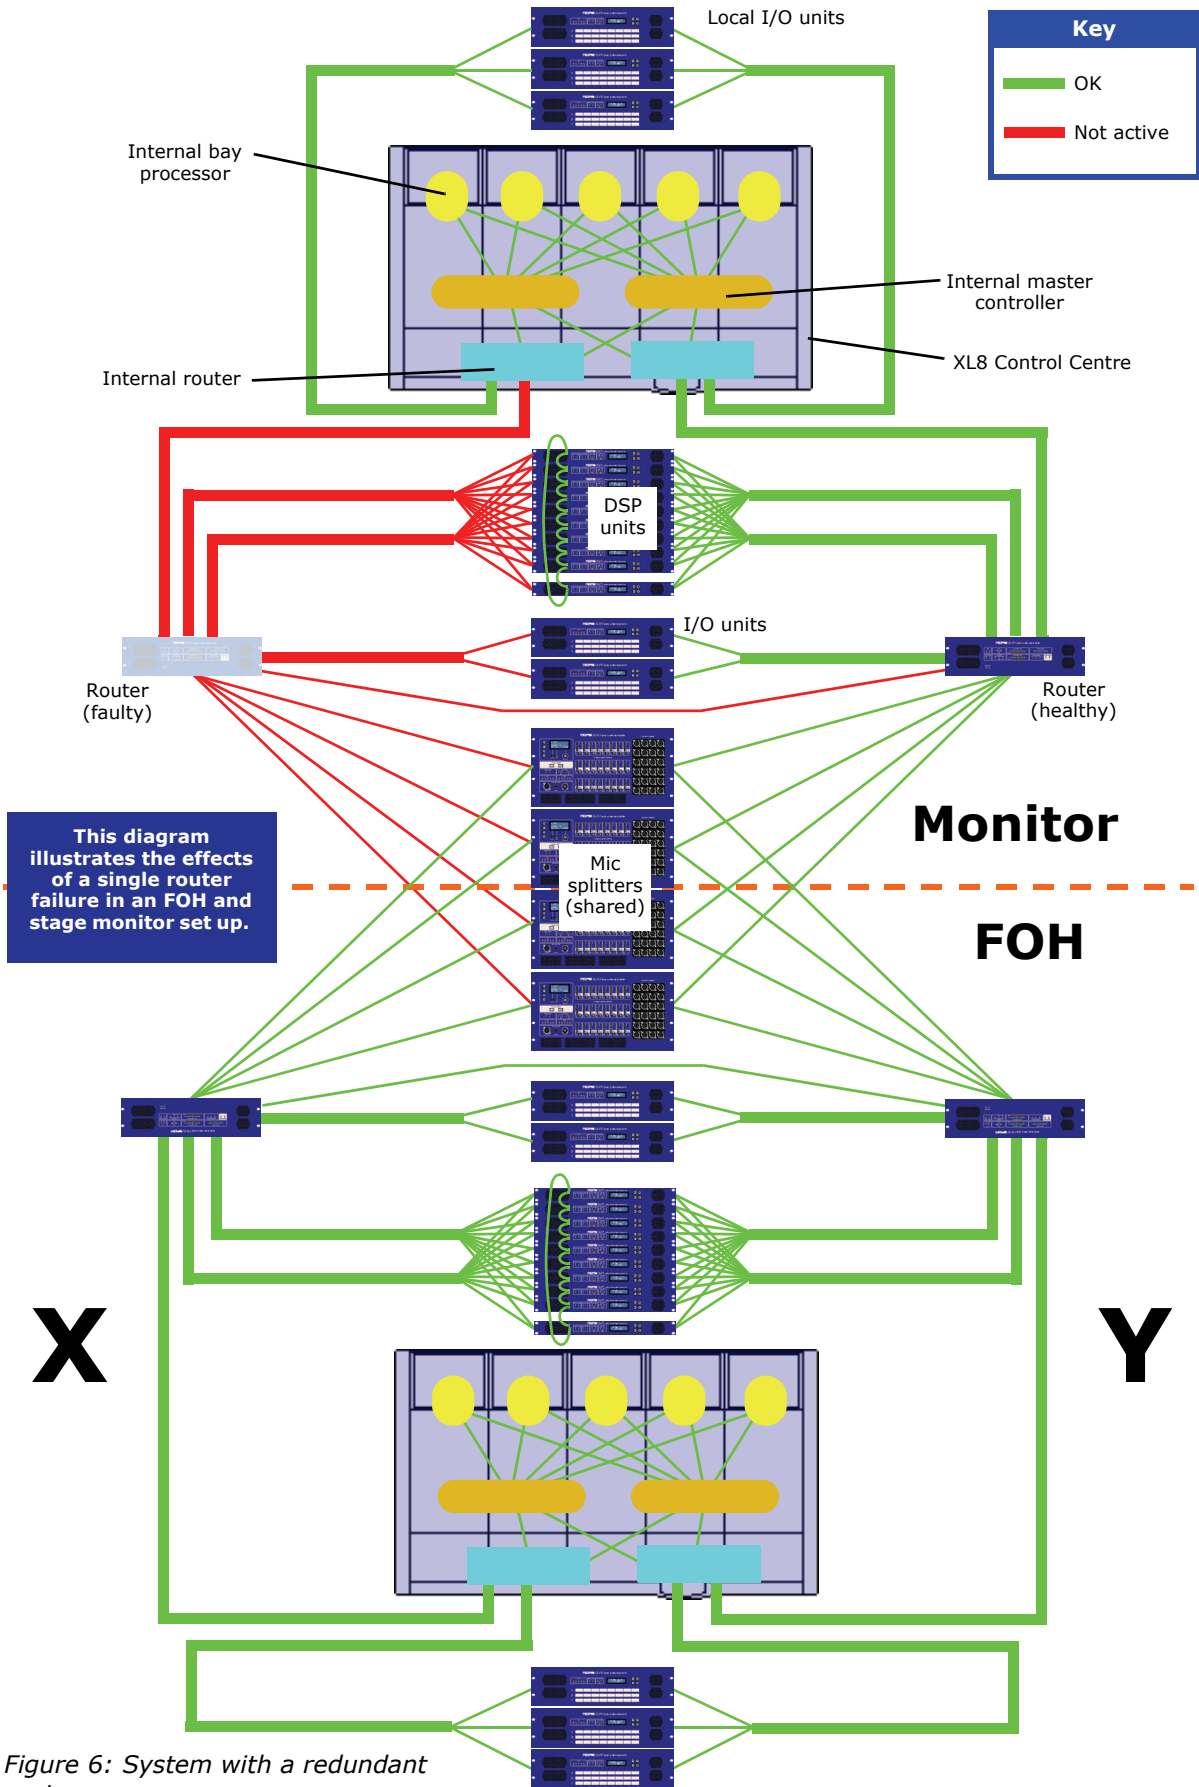 Local I/O units
Key
OK
Not active
Internal bay
processor
Internal master
controller
XL8 Control Centre
Internal router
DSP
units
I/O units
Router
(faulty)
Router
(healthy)
This diagram
illustrates the effects
of a single router
failure in an FOH and
stage monitor set up.
Mic
splitters
(shared)
Monitor
FOH
X
Y
Figure 6: System with a redundant